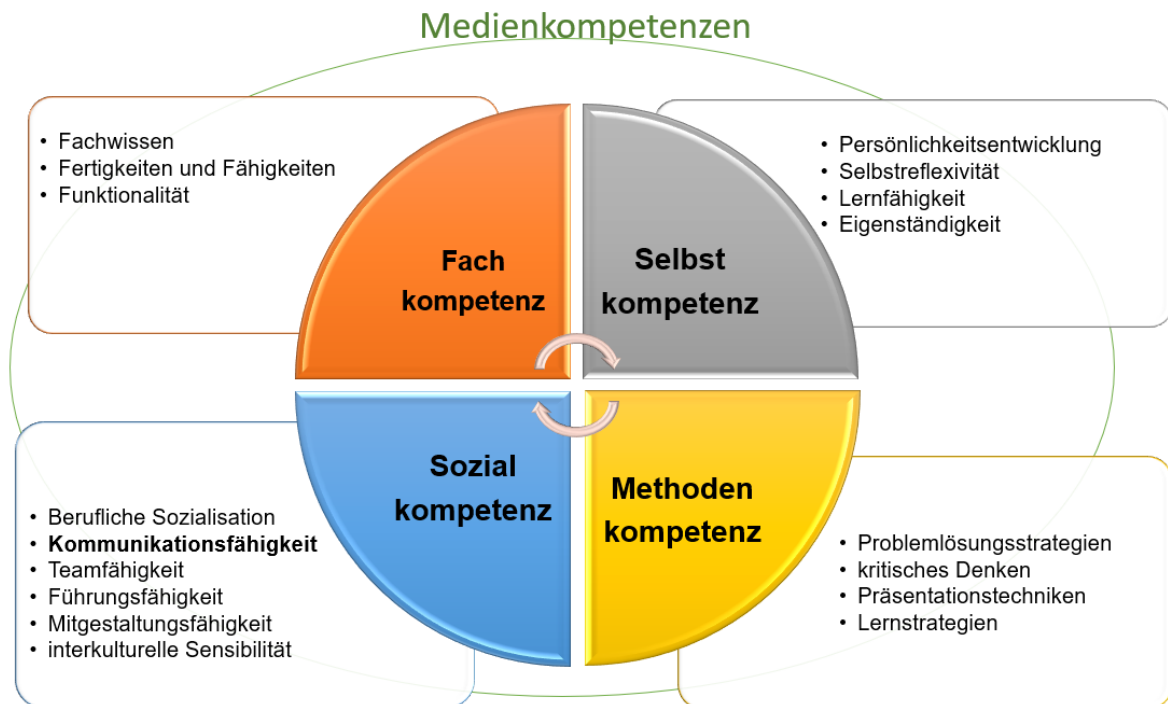 Medienkompetenzen
• Fachwissen
• Fertigkeiten und Fähigkeiten
• Funktionalität
• Persönlichkeitsentwicklung
• Selbstreflexivität
• Lernfähigkeit
• Eigenständigkeit
Fach
kompetenz
Selbst
kompetenz
Sozial
kompetenz
Methoden
kompetenz
• Berufliche Sozialisation
• Kommunikationsfähigkeit
• Teamfähigkeit
• Führungsfähigkeit
• Mitgestaltungsfähigkeit
• interkulturelle Sensibilität
• Problemlösungsstrategien
• kritisches Denken
• Präsentationstechniken
• Lernstrategien